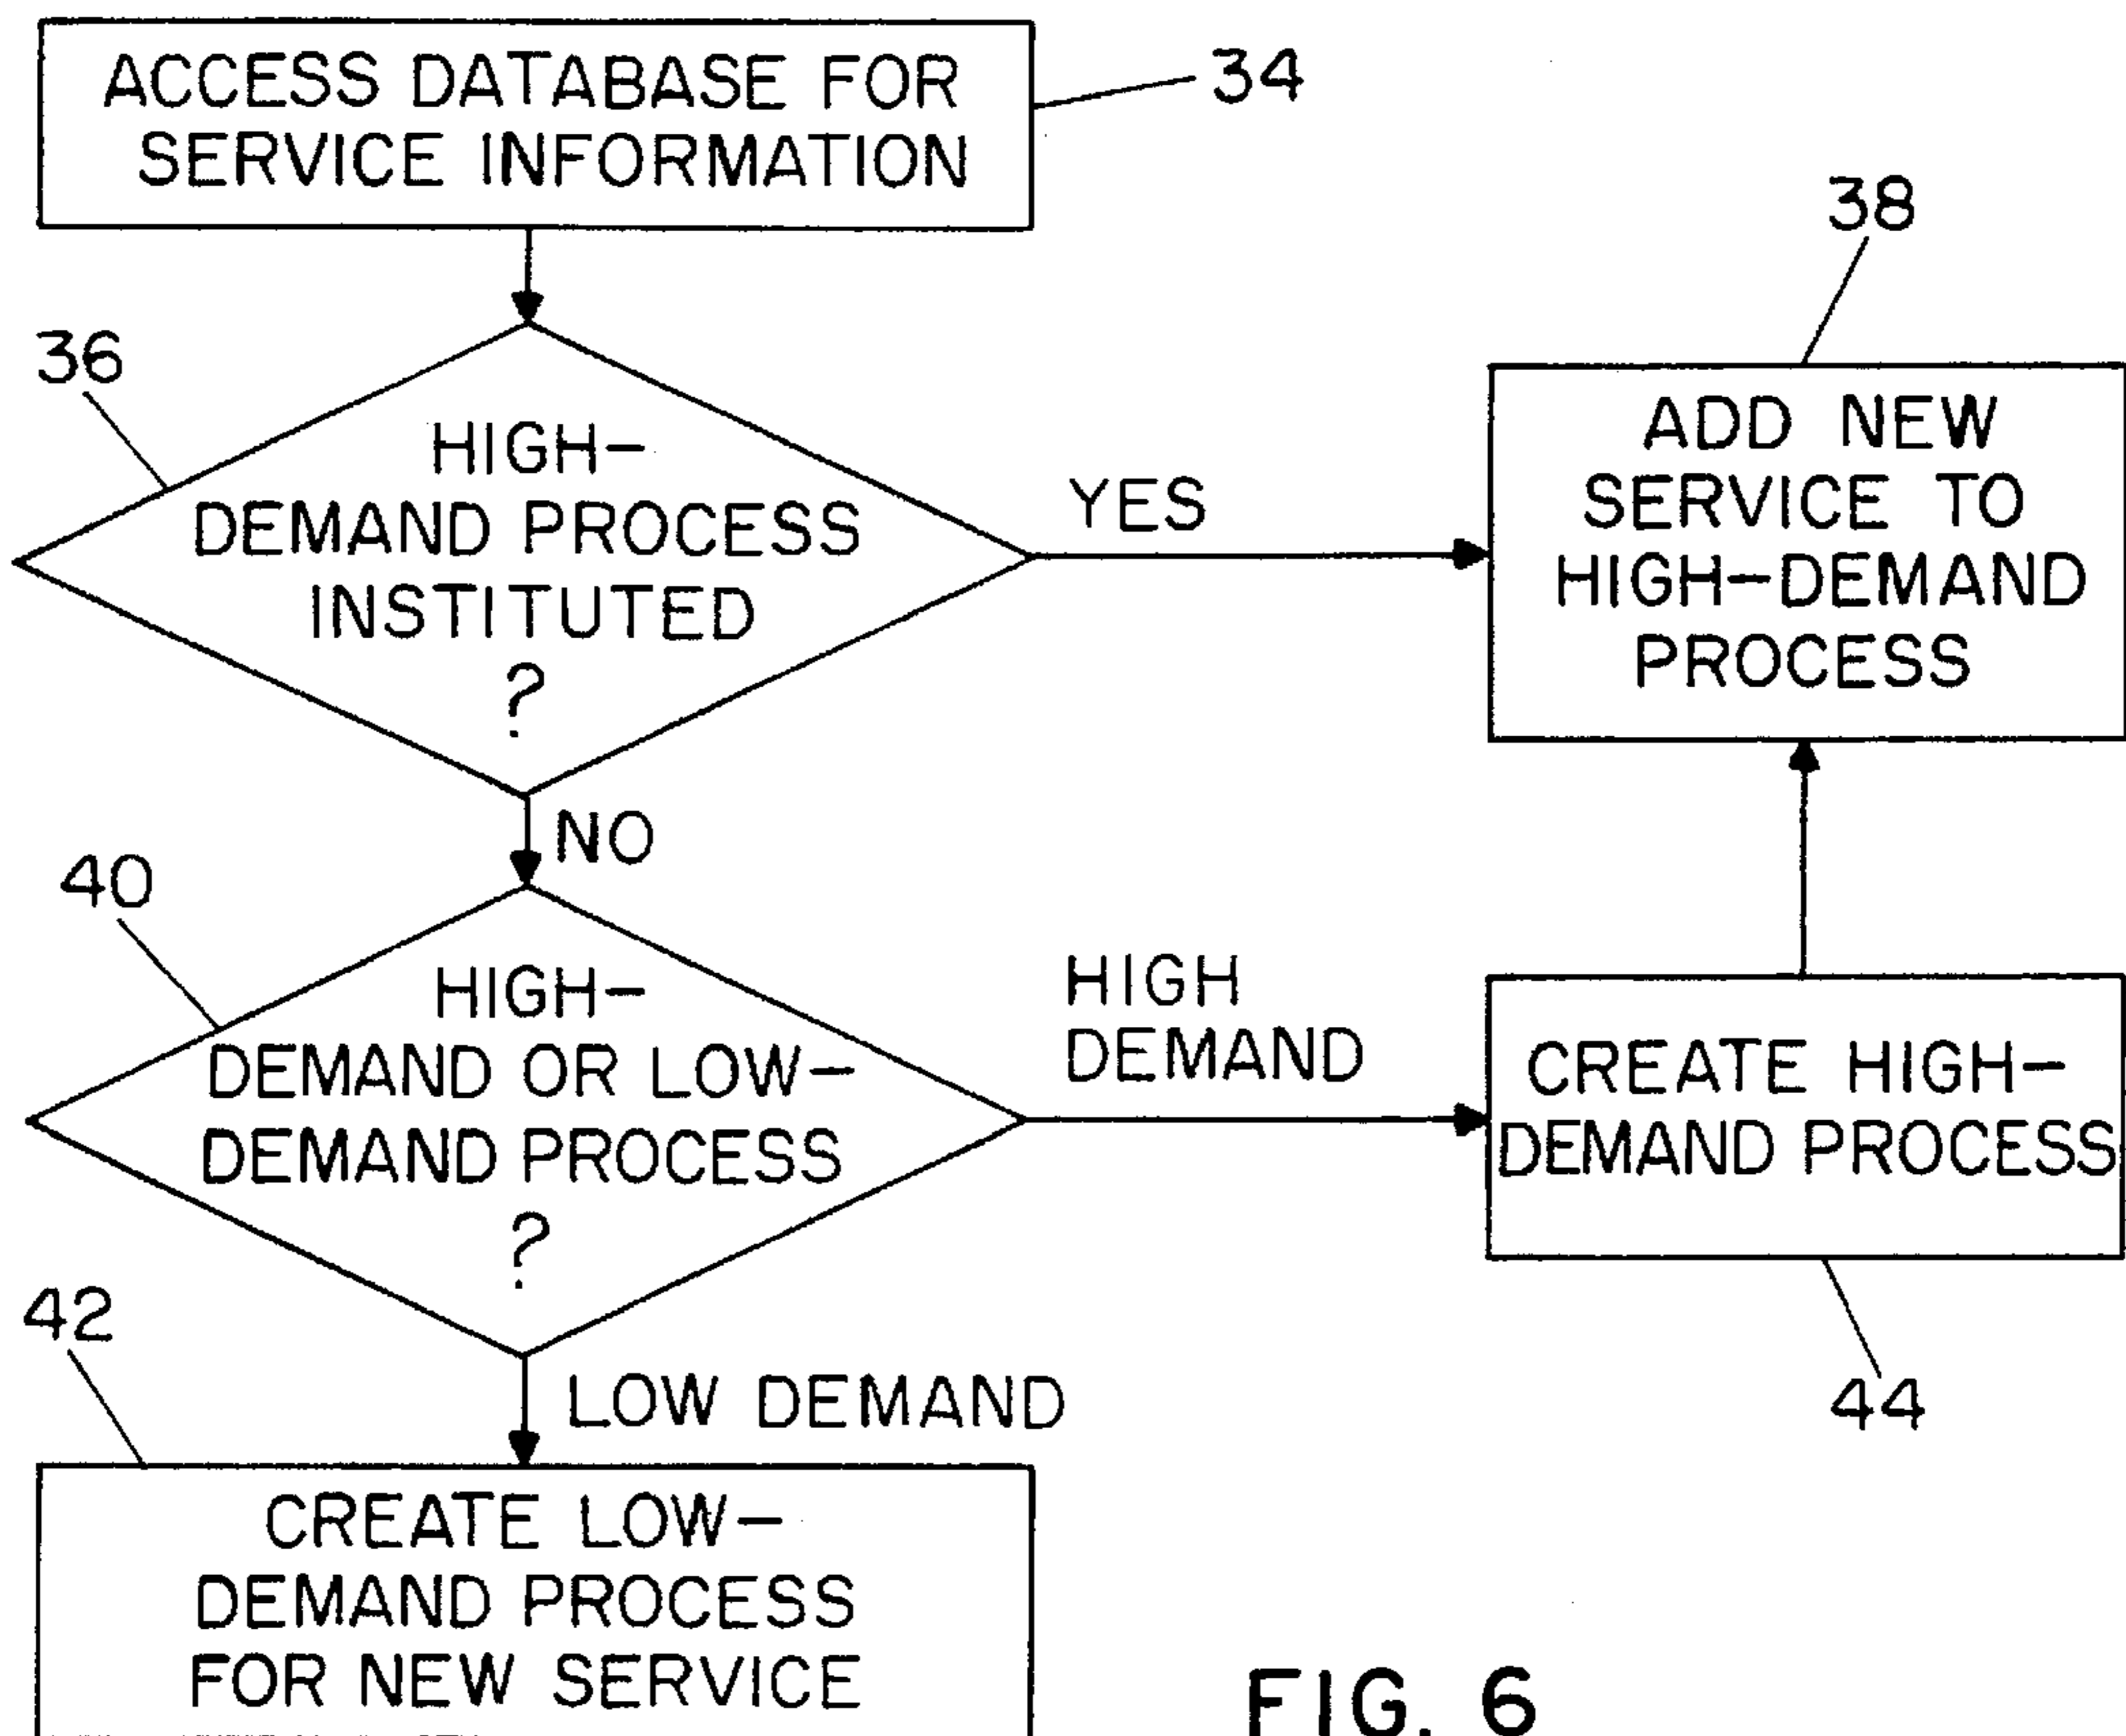 ACCESS DATABASE FOR
SERVICE INFORMATION
34
38
36
HIGH-
DEMAND PROCESS
INSTITUTED
?
YES
ADD NEW
SERVICE TO
HIGH-DEMAND
PROCESS
NO
40
HIGH-
DEMAND OR LOW-
DEMAND PROCESS
?
HIGH
DEMAND
CREATE HIGH-
DEMAND PROCESS
44
42
LOW DEMAND
CREATE LOW-
DEMAND PROCESS
FOR NEW SERVICE
FIG. 6